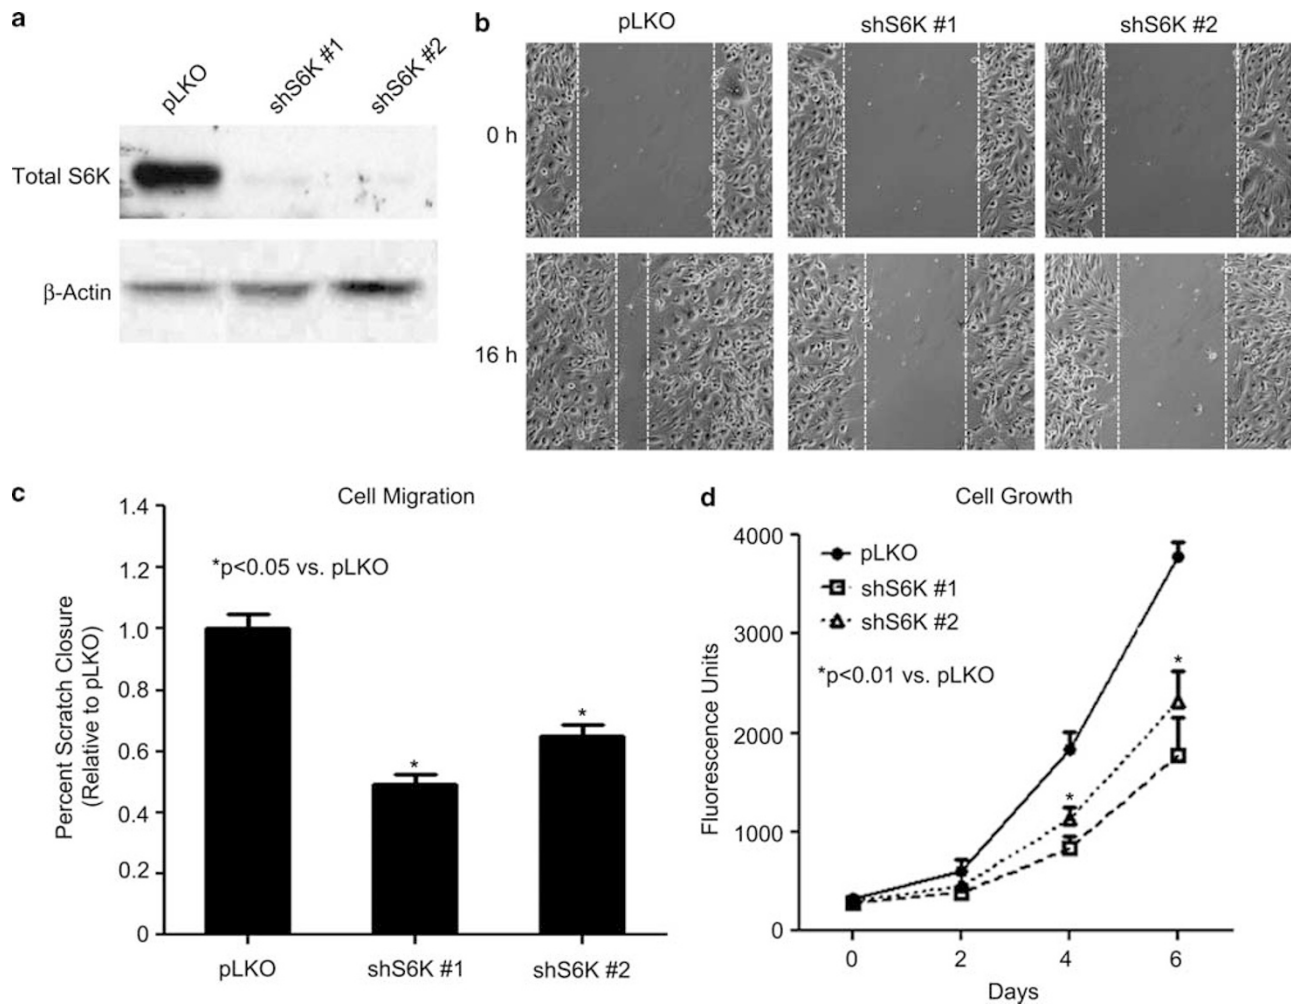 a
pLKO
shS6K #1
shS6K #2
Total S6K
β-Actin
b
pLKO
shS6K #1
shS6K #2
0 h
16 h
c
Cell Migration
*p<0.05 vs. pLKO
Percent Scratch Closure
(Relative to pLKO)
1.4
1.2
1.0
0.8
0.6
0.4
0.2
0
*
*
pLKO
shS6K #1
shS6K #2
d
Cell Growth
pLKO
shS6K #1
shS6K #2
*p<0.01 vs. pLKO
Fluorescence Units
4000
3000
2000
1000
0
*
*
0
2
4
6
Days